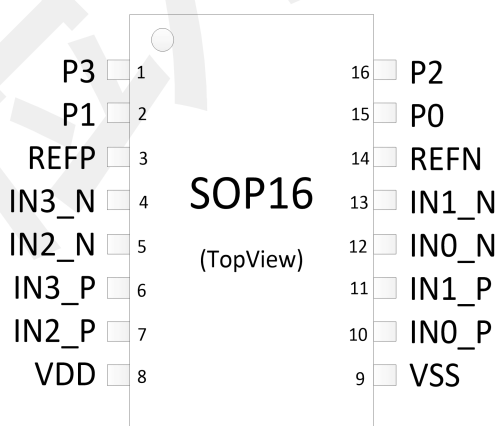 P3 1 16 P2
P1 2 15 P0
REFP 3 14 REFN
IN3_N 4 13 IN1_N
SOP16
IN2_N 5 12 IN0_N
(TopView)
IN3_P 6 11 IN1_P
IN2_P 7 10 IN0_P
VDD 8 9 VSS